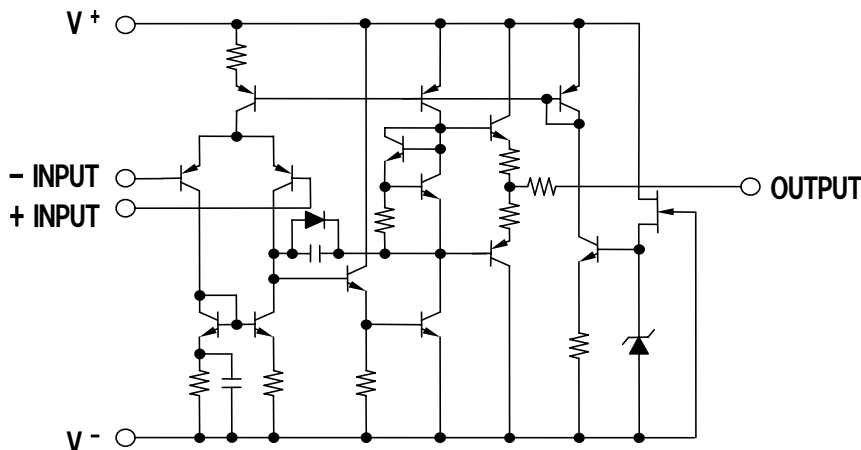 V +
- INPUT
+ INPUT
OUTPUT
V -